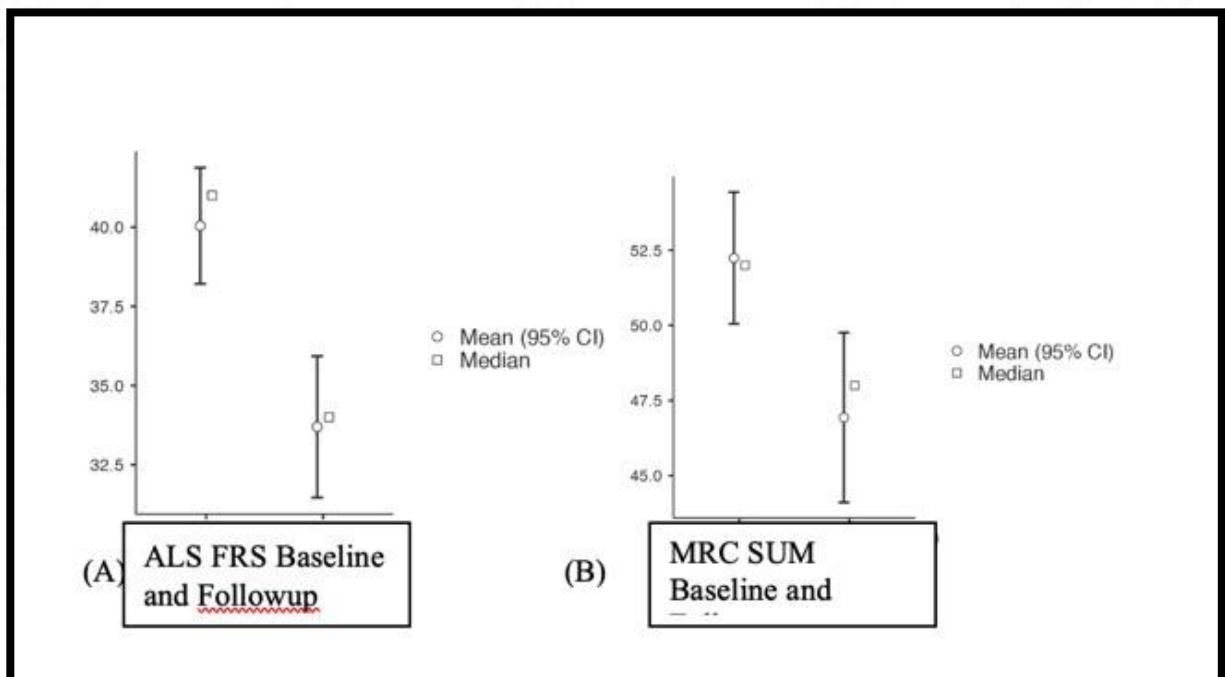 40.0
37.5
35.0
32.5
Mean (95% CI)
Median
(A)
ALS FRS Baseline
and Followup
52.5
50.0
47.5
45.0
Mean (95% CI)
Median
(B)
MRC SUM
Baseline and